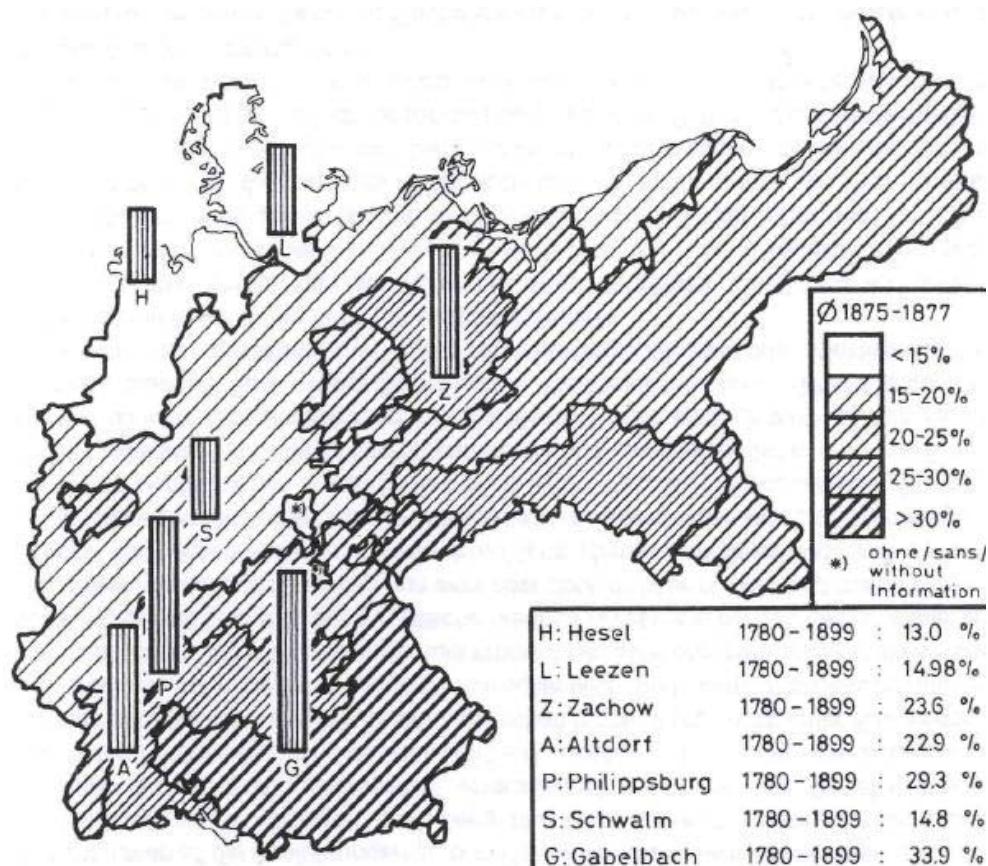 L
H
Z
S
P
A
G
*)
*)
Ø 1875-1877
<15%
15-20%
20-25%
25-30%
>30%
*) ohne/sans/
without
Information
H: Hesel 1780-1899 : 13.0 %
L: Leezen 1780-1899 : 14.98%
Z: Zachow 1780-1899 : 23.6 %
A: Altdorf 1780-1899 : 22.9 %
P: Philippsburg 1780-1899 : 29.3 %
S: Schwalm 1780-1899 : 14.8 %
G: Gabelbach 1780-1899 : 33.9 %